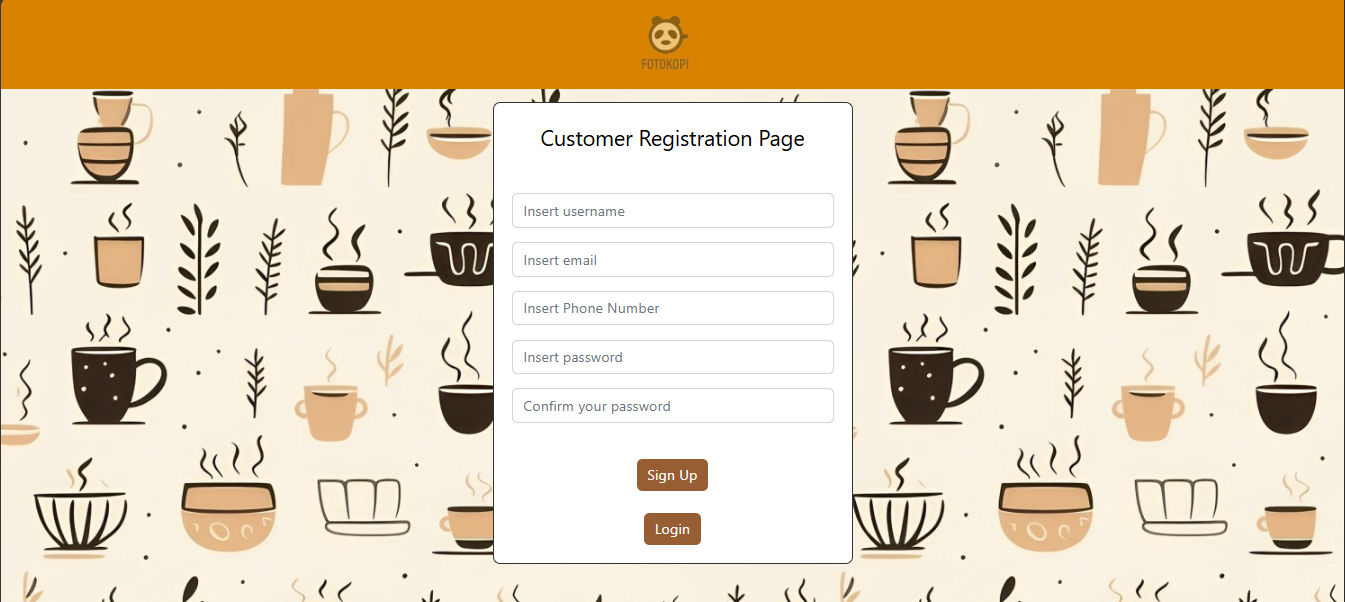 FOTOKOPI
Customer Registration Page
Insert username
Insert email
Insert Phone Number
Insert password
Confirm your password
Sign Up
Login